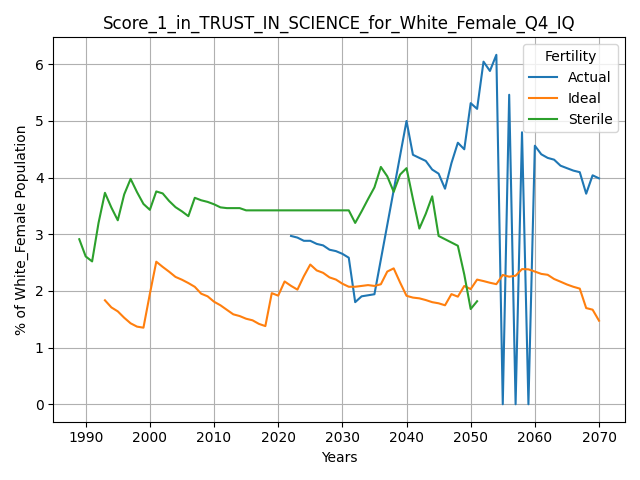 Score_1_in_TRUST_IN_SCIENCE_for_White_Female_Q4_IQ
% of White_Female Population
6
5
4
3
2
1
0
Fertility
Actual
Ideal
Sterile
1990 2000 2010 2020 2030 2040 2050 2060 2070
Years